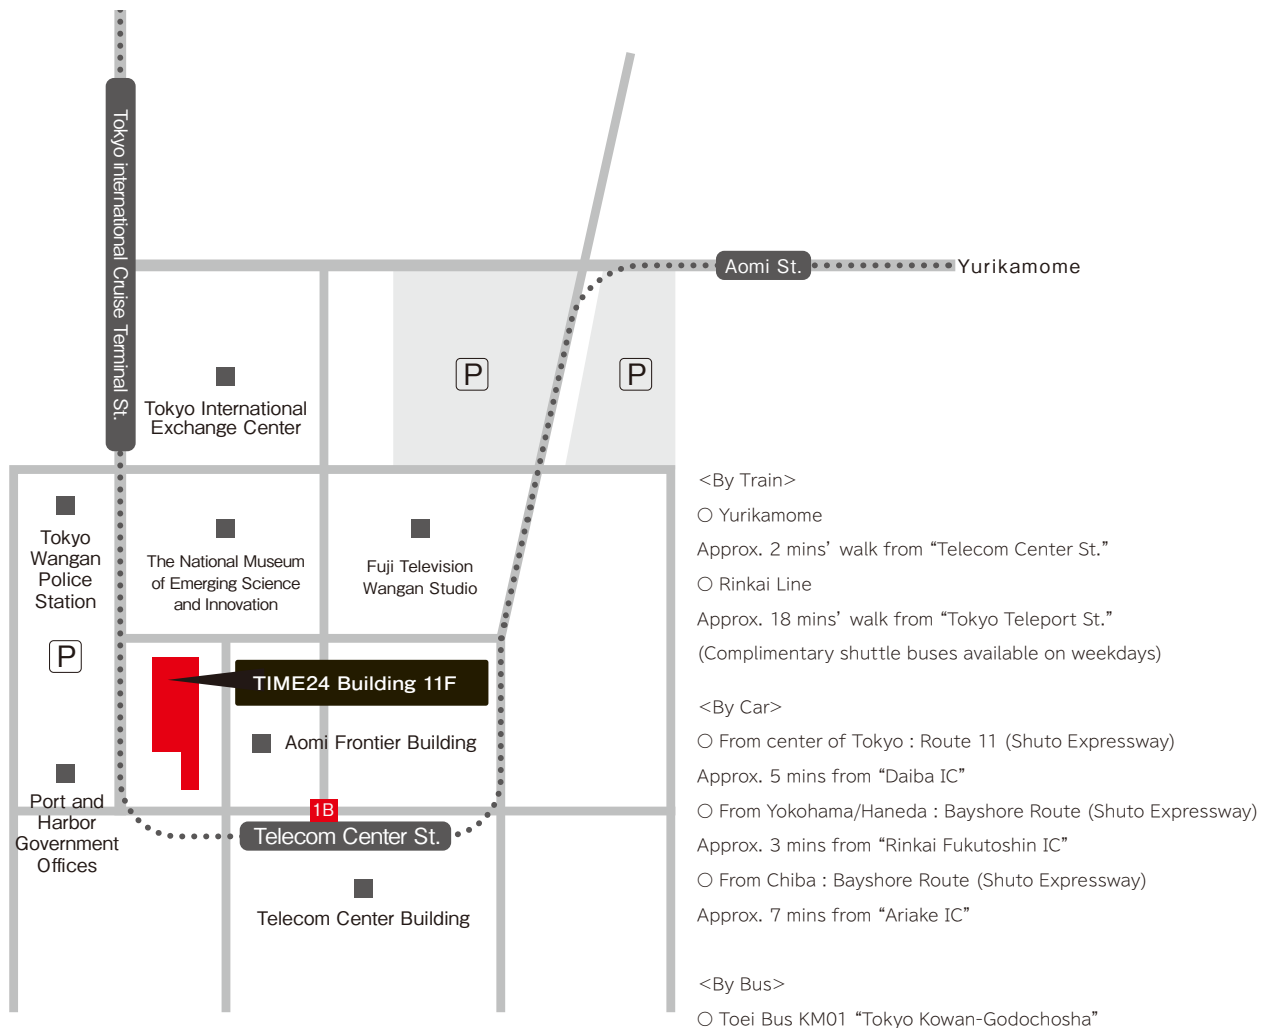 Tokyo international Cruise Terminal St.
Aomi St.
Yurikamome
P
P
Tokyo International
Exchange Center
Tokyo
Wangan
Police
Station
The National Museum
of Emerging Science
and Innovation
Fuji Television
Wangan Studio
P
TIME24 Building 11F
Aomi Frontier Building
Port and
Harbor
Government
Offices
1B
Telecom Center St.
Telecom Center Building
<By Train>
○ Yurikamome
Approx. 2 mins’ walk from “Telecom Center St.”
○ Rinkai Line
Approx. 18 mins’ walk from “Tokyo Teleport St.”
(Complimentary shuttle buses available on weekdays)
<By Car>
○ From center of Tokyo : Route 11 (Shuto Expressway)
Approx. 5 mins from “Daiba IC”
○ From Yokohama/Haneda : Bayshore Route (Shuto Expressway)
Approx. 3 mins from “Rinkai Fukutoshin IC”
○ From Chiba : Bayshore Route (Shuto Expressway)
Approx. 7 mins from “Ariake IC”
<By Bus>
○ Toei Bus KM01 “Tokyo Kowan-Godochosha”